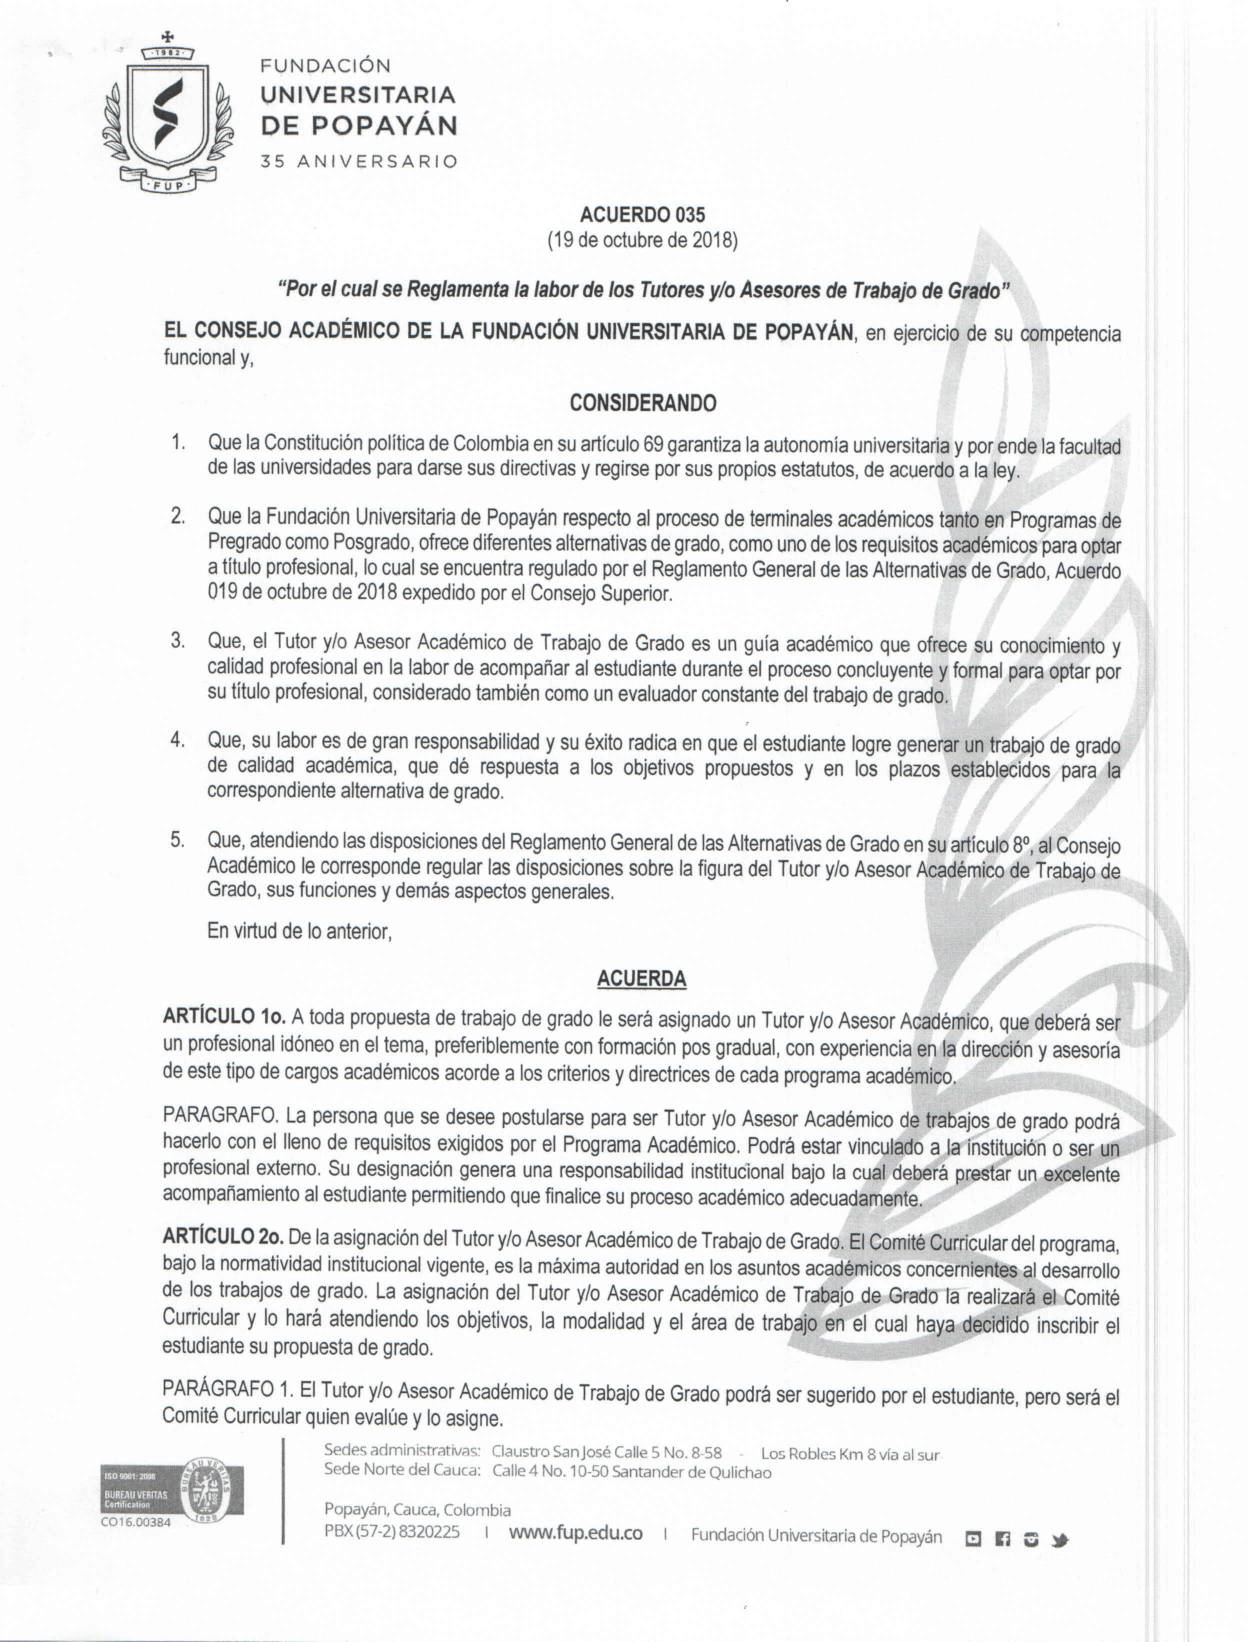 ·1982·
FUP
FUNDACIÓN
UNIVERSITARIA
DE POPAYÁN
35 ANIVERSARIO
ACUERDO 035
(19 de octubre de 2018)
“Por el cual se Reglamenta la labor de los Tutores y/o Asesores de Trabajo de Grado”
EL CONSEJO ACADÉMICO DE LA FUNDACIÓN UNIVERSITARIA DE POPAYÁN, en ejercicio de su competencia
funcional y,
CONSIDERANDO
1. Que la Constitución política de Colombia en su artículo 69 garantiza la autonomía universitaria y por ende la facultad
de las universidades para darse sus directivas y regirse por sus propios estatutos, de acuerdo a la ley.
2. Que la Fundación Universitaria de Popayán respecto al proceso de terminales académicos tanto en Programas de
Pregrado como Posgrado, ofrece diferentes alternativas de grado, como uno de los requisitos académicos para optar
a título profesional, lo cual se encuentra regulado por el Reglamento General de las Alternativas de Grado, Acuerdo
019 de octubre de 2018 expedido por el Consejo Superior.
3. Que, el Tutor y/o Asesor Académico de Trabajo de Grado es un guía académico que ofrece su conocimiento y
calidad profesional en la labor de acompañar al estudiante durante el proceso concluyente y formal para optar por
su título profesional, considerado también como un evaluador constante del trabajo de grado.
4. Que, su labor es de gran responsabilidad y su éxito radica en que el estudiante logre generar un trabajo de grado
de calidad académica, que dé respuesta a los objetivos propuestos y en los plazos establecidos para la
correspondiente alternativa de grado.
5. Que, atendiendo las disposiciones del Reglamento General de las Alternativas de Grado en su artículo 8º, al Consejo
Académico le corresponde regular las disposiciones sobre la figura del Tutor y/o Asesor Académico de Trabajo de
Grado, sus funciones y demás aspectos generales.
En virtud de lo anterior,
ACUERDA
ARTÍCULO 1o. A toda propuesta de trabajo de grado le será asignado un Tutor y/o Asesor Académico, que deberá ser
un profesional idóneo en el tema, preferiblemente con formación pos gradual, con experiencia en la dirección y asesoría
de este tipo de cargos académicos acorde a los criterios y directrices de cada programa académico.
PARAGRAFO. La persona que se desee postularse para ser Tutor y/o Asesor Académico de trabajos de grado podrá
hacerlo con el lleno de requisitos exigidos por el Programa Académico. Podrá estar vinculado a la institución o ser un
profesional externo. Su designación genera una responsabilidad institucional bajo la cual deberá prestar un excelente
acompañamiento al estudiante permitiendo que finalice su proceso académico adecuadamente.
ARTÍCULO 2o. De la asignación del Tutor y/o Asesor Académico de Trabajo de Grado. El Comité Curricular del programa,
bajo la normatividad institucional vigente, es la máxima autoridad en los asuntos académicos concernientes al desarrollo
de los trabajos de grado. La asignación del Tutor y/o Asesor Académico de Trabajo de Grado la realizará el Comité
Curricular y lo hará atendiendo los objetivos, la modalidad y el área de trabajo en el cual haya decidido inscribir el
estudiante su propuesta de grado.
PARÁGRAFO 1. El Tutor y/o Asesor Académico de Trabajo de Grado podrá ser sugerido por el estudiante, pero será el
Comité Curricular quien evalúe y lo asigne.
ISO 9001: 2008
BUREAU VERITAS
Certification
BUREAU VERITAS
1828
CO16.00384
Sedes administrativas: Claustro San José Calle 5 No. 8-58 - Los Robles Km 8 vía al sur
Sede Norte del Cauca: Calle 4 No. 10-50 Santander de Qulichao
Popayán, Cauca, Colombia
PBX (57-2) 8320225 | www.fup.edu.co | Fundación Universitaria de Popayán